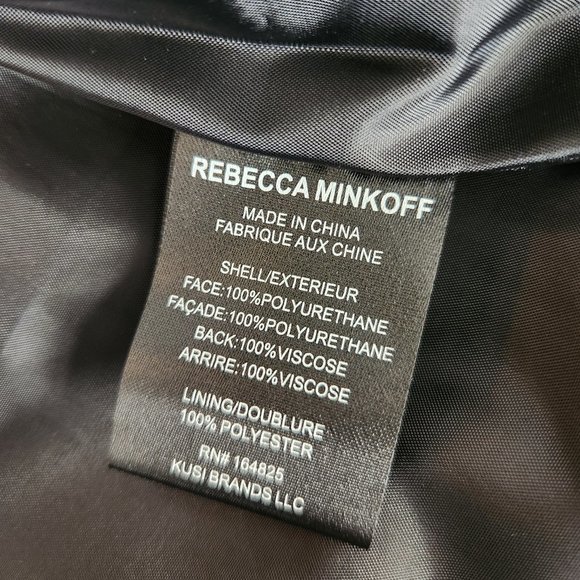 REBECCA MINKOFF
MADE IN CHINA
FABRIQUE AUX CHINE
SHELL/EXTERIEUR
FACE:100%POLYURETHANE
FAÇADE:100%POLYURETHANE
BACK:100%VISCOSE
ARRIRE:100%VISCOSE
LINING/DOUBLURE
100% POLYESTER
RN# 164825
KUSI BRANDS LLC